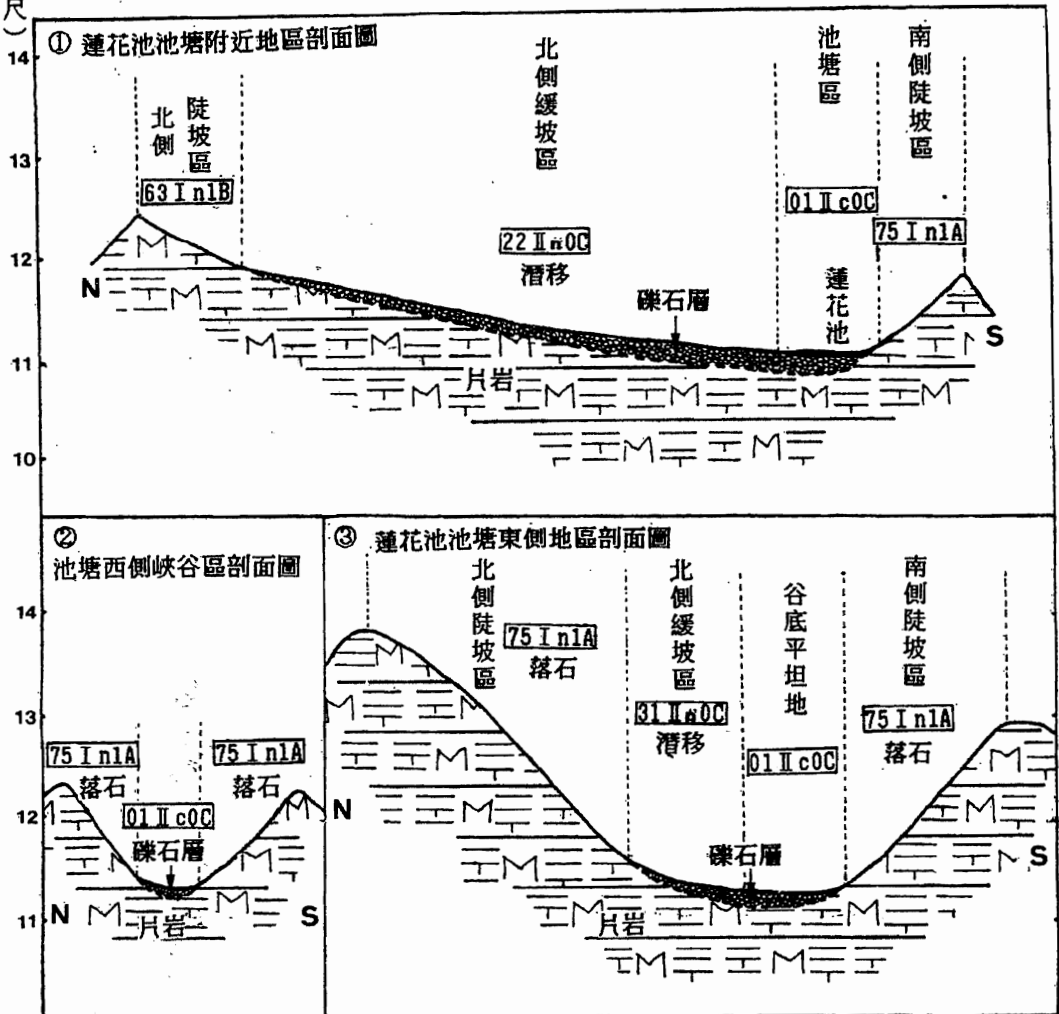 尺）
① 蓮花池池塘附近地區剖面圖
14
13
12
11
10
北側陡坡區
63 I n1B
北側緩坡區
22 II n0C
潛移
池塘區
01 II c0C
南側陡坡區
75 I n1A
礫石層
蓮花池
N
S
片岩
②
池塘西側峽谷區剖面圖
14
13
12
11
75 I n1A
落石
75 I n1A
落石
01 II c0C
礫石層
N
片岩
S
③ 蓮花池池塘東側地區剖面圖
北側陡坡區
75 I n1A
落石
北側緩坡區
31 II n0C
潛移
谷底平坦地
01 II c0C
南側陡坡區
75 I n1A
落石
N
礫石層
S
片岩